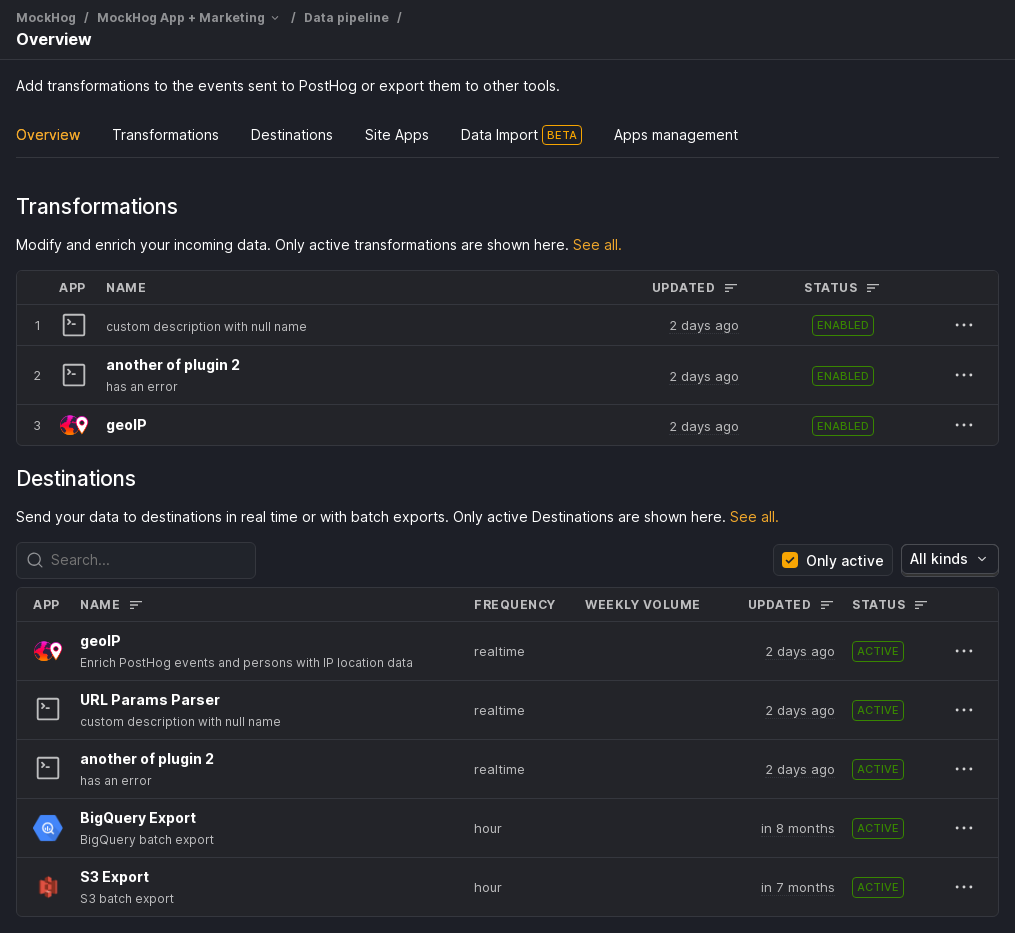 MockHog / MockHog App + Marketing / Data pipeline /
Overview
Add transformations to the events sent to PostHog or export them to other tools.
Overview Transformations Destinations Site Apps Data Import BETA Apps management
Transformations
Modify and enrich your incoming data. Only active transformations are shown here. See all.
APP NAME UPDATED STATUS
1 custom description with null name 2 days ago ENABLED
another of plugin 2
2 2 days ago ENABLED
has an error
3 geoIP 2 days ago ENABLED
Destinations
Send your data to destinations in real time or with batch exports. Only active Destinations are shown here. See all.
Search... Only active All kinds
APP NAME FREQUENCY WEEKLY VOLUME UPDATED STATUS
geoIP
realtime 2 days ago ACTIVE
Enrich PostHog events and persons with IP location data
URL Params Parser
realtime 2 days ago ACTIVE
custom description with null name
another of plugin 2
realtime 2 days ago ACTIVE
has an error
BigQuery Export
hour in 8 months ACTIVE
BigQuery batch export
S3 Export
hour in 7 months ACTIVE
S3 batch export